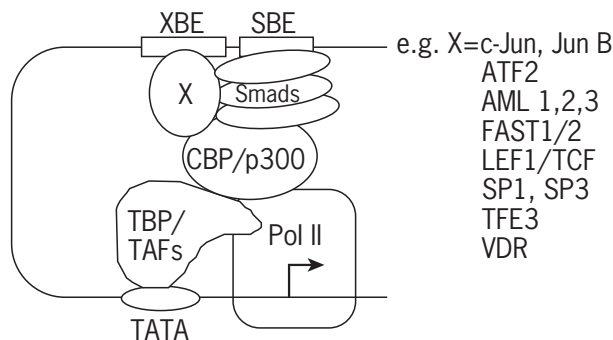 XBE SBE
e.g. X=c-Jun, Jun B
ATF2
AML 1,2,3
FAST1/2
LEF1/TCF
SP1, SP3
TFE3
VDR
X
Smads
CBP/p300
TBP/
TAFs
Pol II
TATA